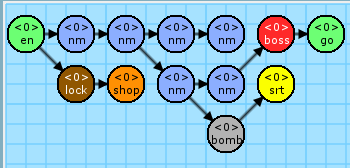 <0> <0> <0> <0> <0> <0> <0>
en nm nm nm nm boss go
<0> <0> <0> <0> <0>
lock shop nm nm srt
<0>
bomb